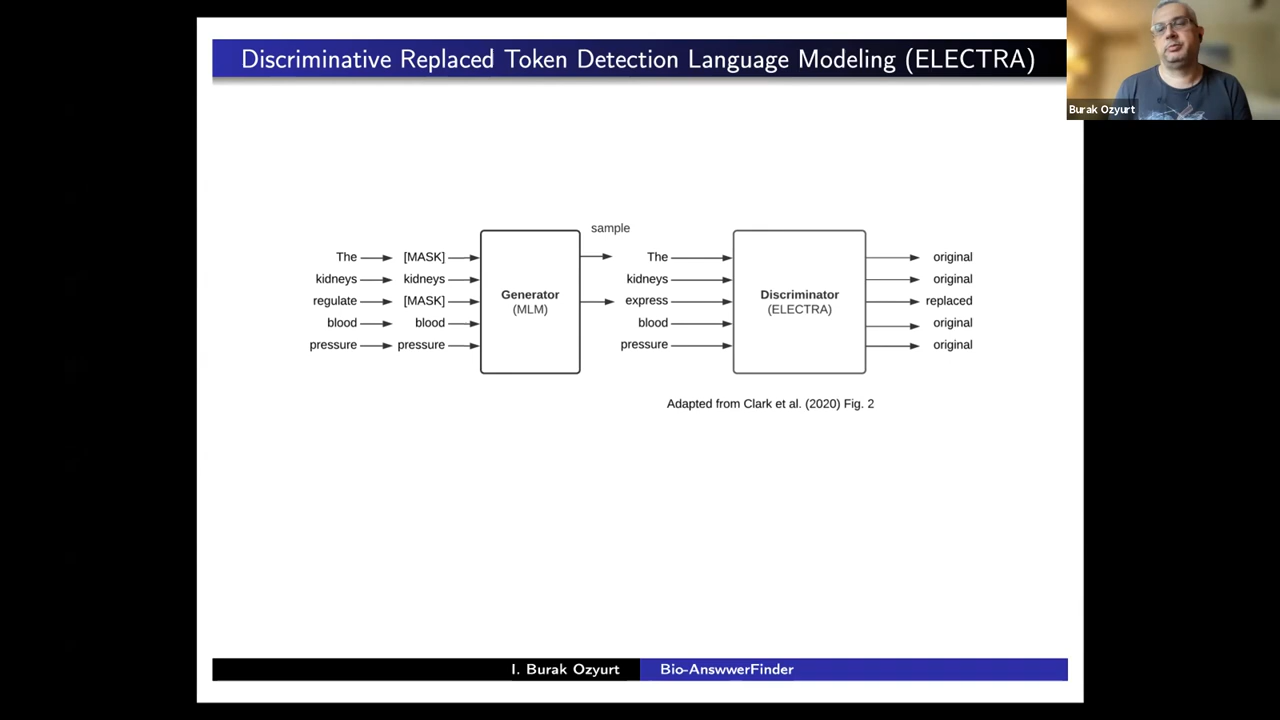 Discriminative Replaced Token Detection Language Modeling (ELECTRA)
Burak Ozyurt
sample
The [MASK] The original
kidneys kidneys kidneys original
regulate [MASK] express replaced
blood blood blood original
pressure pressure pressure original
Generator
(MLM)
Discriminator
(ELECTRA)
Adapted from Clark et al. (2020) Fig. 2
I. Burak Ozyurt Bio-AnswwerFinder